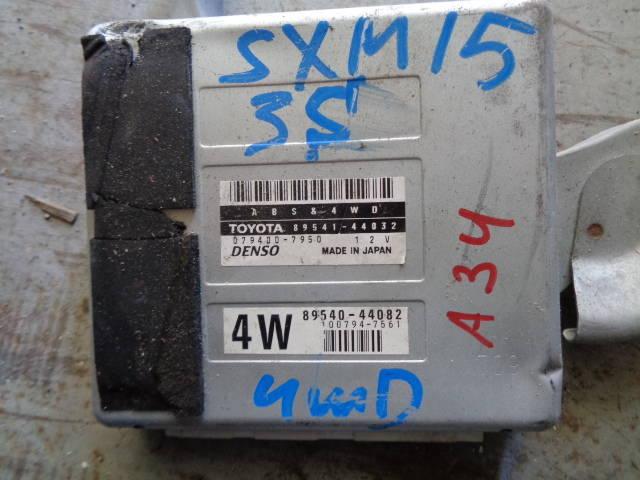 SXM15
3S
ABS & 4WD
TOYOTA 89541-44032
079400-7950 12V
DENSO MADE IN JAPAN
4W 89540-44082
100794-7561
4WD
A34